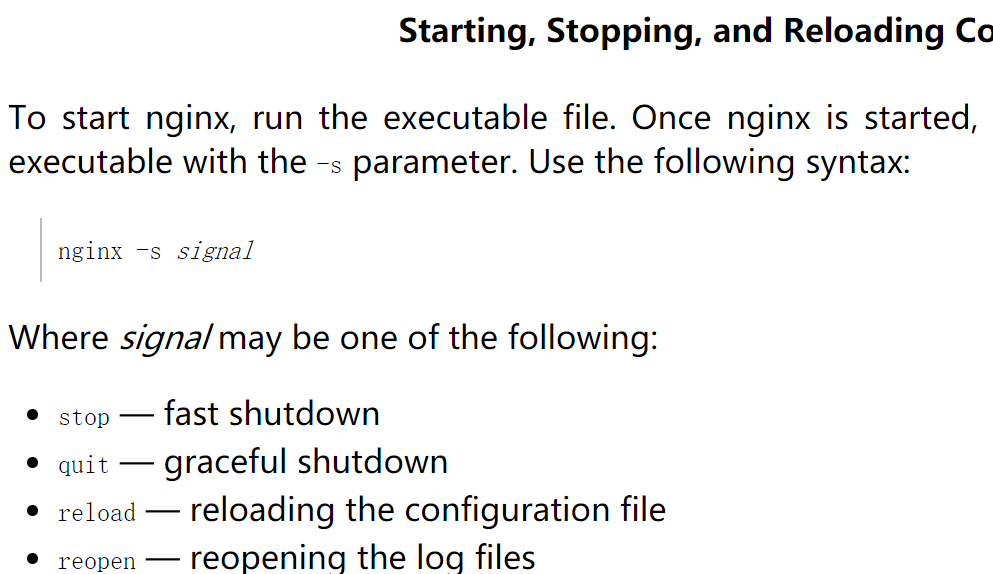 Starting, Stopping, and Reloading Co
To start nginx, run the executable file. Once nginx is started,
executable with the -s parameter. Use the following syntax:
nginx -s signal
Where signal may be one of the following:
• stop — fast shutdown
• quit — graceful shutdown
• reload — reloading the configuration file
• reopen — reopening the log files